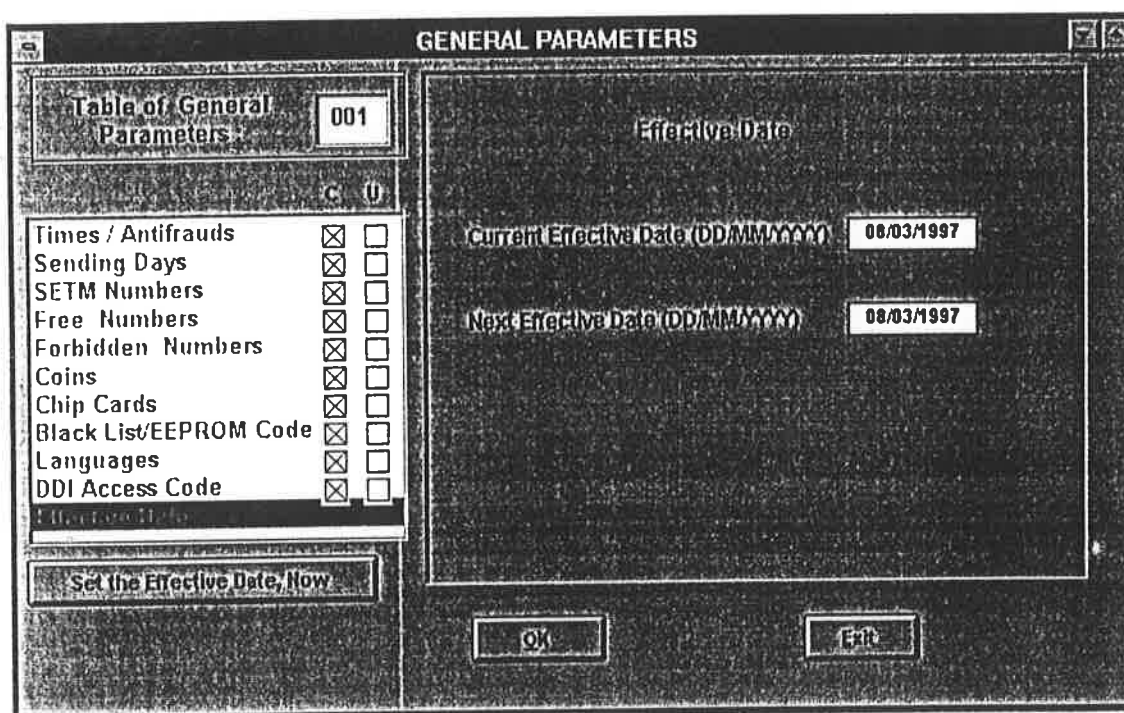 GENERAL PARAMETERS
Table of General
Parameters :
001
C U
Times / Antifrauds
Sending Days
SETM Numbers
Free Numbers
Forbidden Numbers
Coins
Chip Cards
Black List/EEPROM Code
Languages
DDI Access Code
Effective Date
Set the Effective Date, Now
Effective Date
Current Effective Date (DD/MM/YYYY) 08/03/1997
Next Effective Date (DD/MM/YYYY) 08/03/1997
OK
Exit